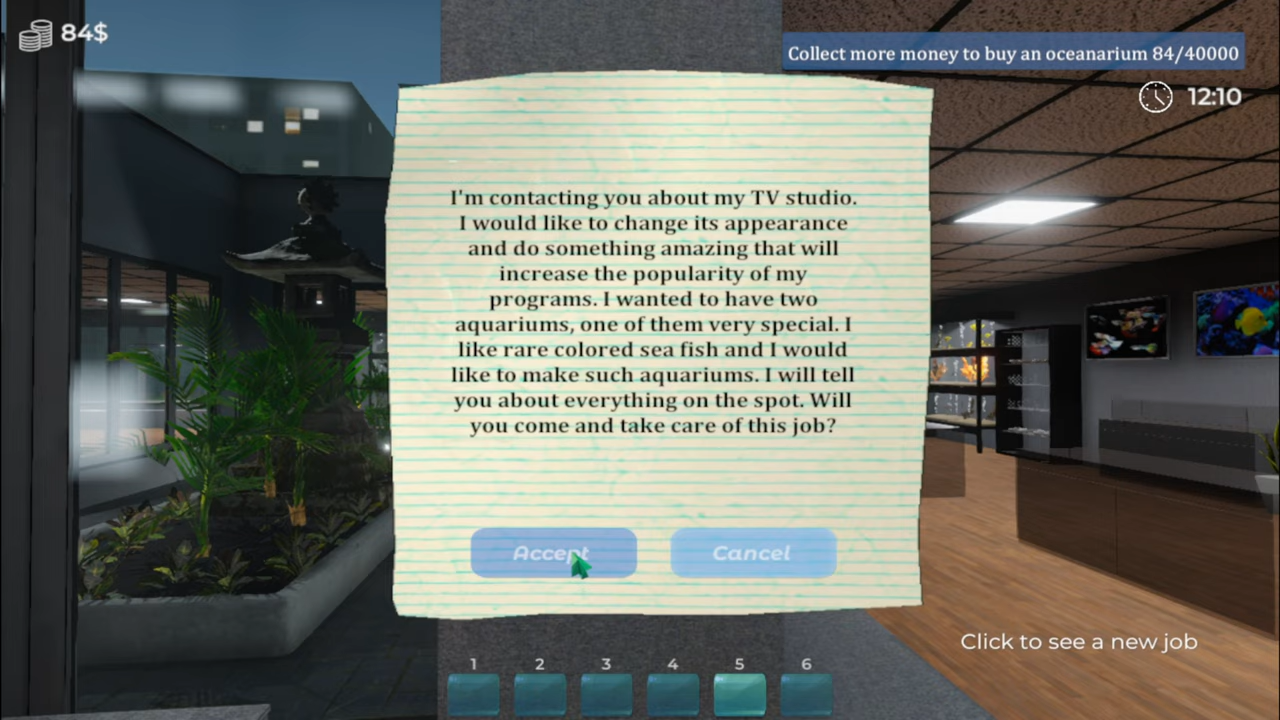 84$
Collect more money to buy an oceanarium 84/40000
12:10
I'm contacting you about my TV studio.
I would like to change its appearance
and do something amazing that will
increase the popularity of my
programs. I wanted to have two
aquariums, one of them very special. I
like rare colored sea fish and I would
like to make such aquariums. I will tell
you about everything on the spot. Will
you come and take care of this job?
Accept
Cancel
Click to see a new job
1 2 3 4 5 6